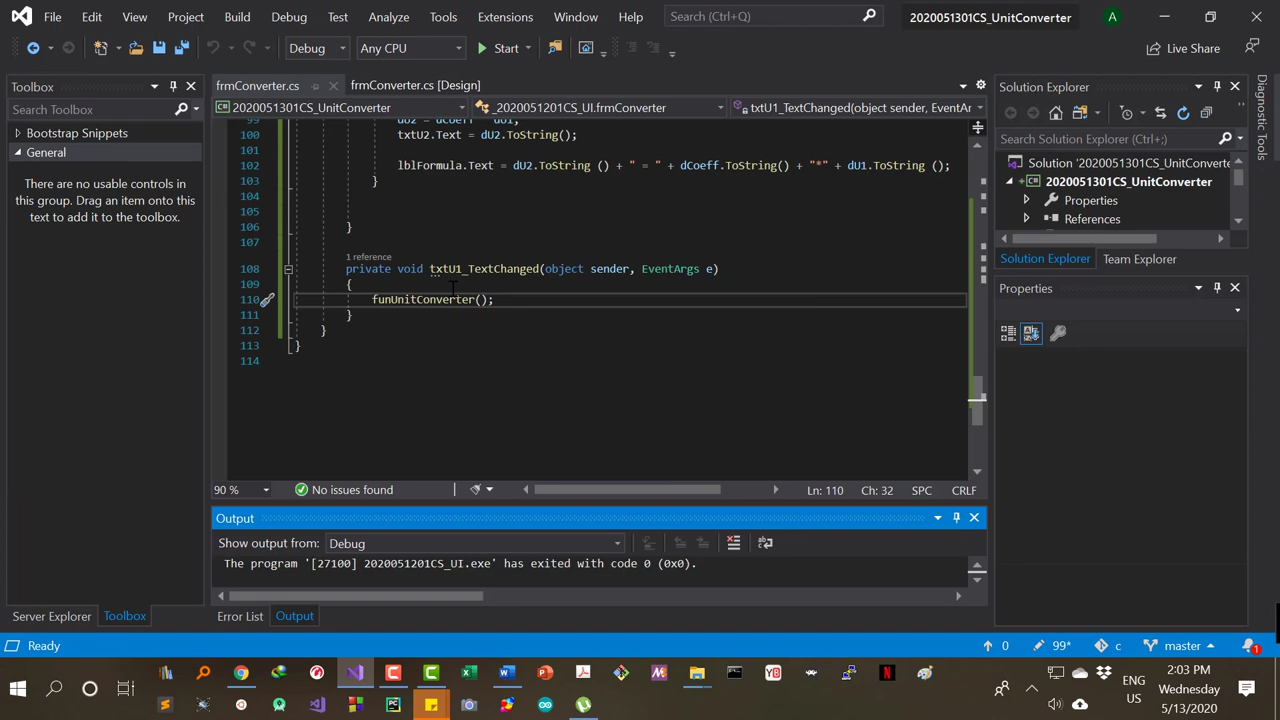 File Edit View Project Build Debug Test Analyze Tools Extensions Window Help Search (Ctrl+Q) 2020051301CS_UnitConverter A
Debug Any CPU Start Live Share
Toolbox
Search Toolbox
Bootstrap Snippets
General
There are no usable controls in
this group. Drag an item onto this
text to add it to the toolbox.
Server Explorer Toolbox
frmConverter.cs frmConverter.cs [Design]
2020051301CS_UnitConverter _2020051201CS_UI.frmConverter txtU1_TextChanged(object sender, EventAr
99 dU2 = dCoeff * dU1;
100 txtU2.Text = dU2.ToString();
101
102 lblFormula.Text = dU2.ToString () + " = " + dCoeff.ToString() + "*" + dU1.ToString ();
103 }
104
105
106 }
107
1 reference
108 private void txtU1_TextChanged(object sender, EventArgs e)
109 {
110 funUnitConverter();
111 }
112 }
113 }
114
90 % No issues found Ln: 110 Ch: 32 SPC CRLF
Output
Show output from: Debug
The program '[27100] 2020051201CS_UI.exe' has exited with code 0 (0x0).
Error List Output
Solution Explorer
Search Solution Explorer (Ctrl+;)
Solution '2020051301CS_UnitConverte
2020051301CS_UnitConverter
Properties
References
Solution Explorer Team Explorer
Properties
Diagnostic Tools
Ready 0 99* c master 1
ENG
US
2:03 PM
Wednesday
5/13/2020